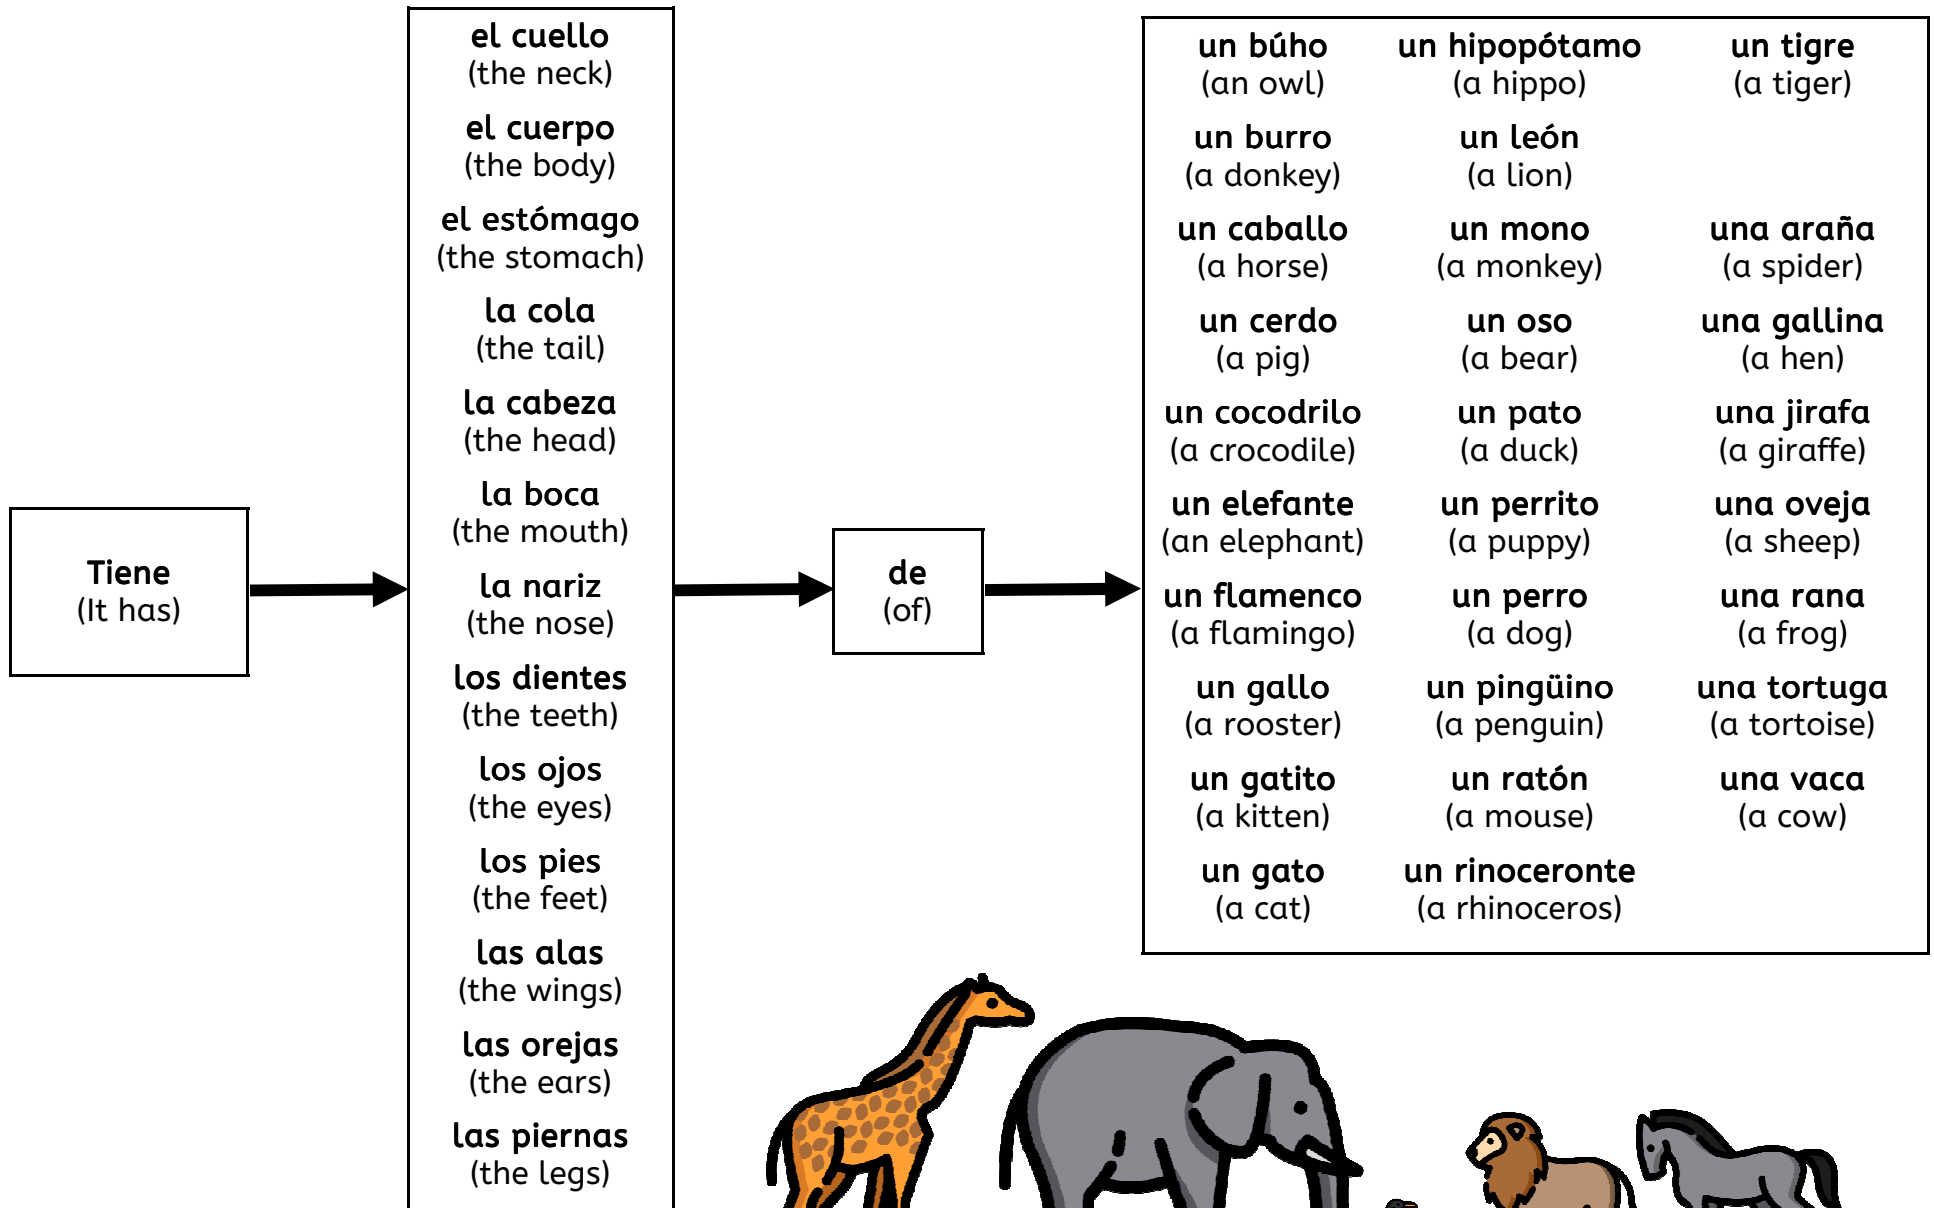 Tiene
(It has)
el cuello
(the neck)
el cuerpo
(the body)
el estómago
(the stomach)
la cola
(the tail)
la cabeza
(the head)
la boca
(the mouth)
la nariz
(the nose)
los dientes
(the teeth)
los ojos
(the eyes)
los pies
(the feet)
las alas
(the wings)
las orejas
(the ears)
las piernas
(the legs)
de
(of)
un búho
(an owl)
un burro
(a donkey)
un caballo
(a horse)
un cerdo
(a pig)
un cocodrilo
(a crocodile)
un elefante
(an elephant)
un flamenco
(a flamingo)
un gallo
(a rooster)
un gatito
(a kitten)
un gato
(a cat)
un hipopótamo
(a hippo)
un león
(a lion)
un mono
(a monkey)
un oso
(a bear)
un pato
(a duck)
un perrito
(a puppy)
un perro
(a dog)
un pingüino
(a penguin)
un ratón
(a mouse)
un rinoceronte
(a rhinoceros)
un tigre
(a tiger)
una araña
(a spider)
una gallina
(a hen)
una jirafa
(a giraffe)
una oveja
(a sheep)
una rana
(a frog)
una tortuga
(a tortoise)
una vaca
(a cow)